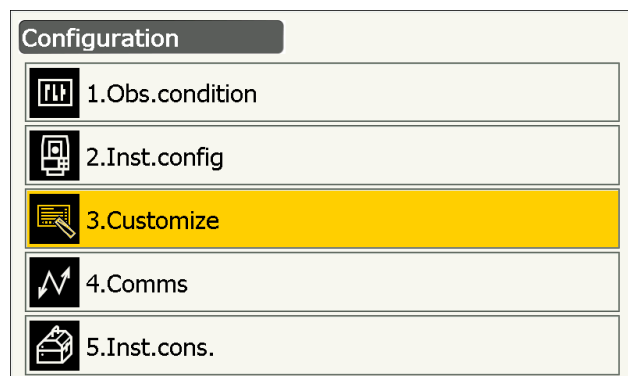 Configuration
1.Obs.condition
2.Inst.config
3.Customize
4.Comms
5.Inst.cons.